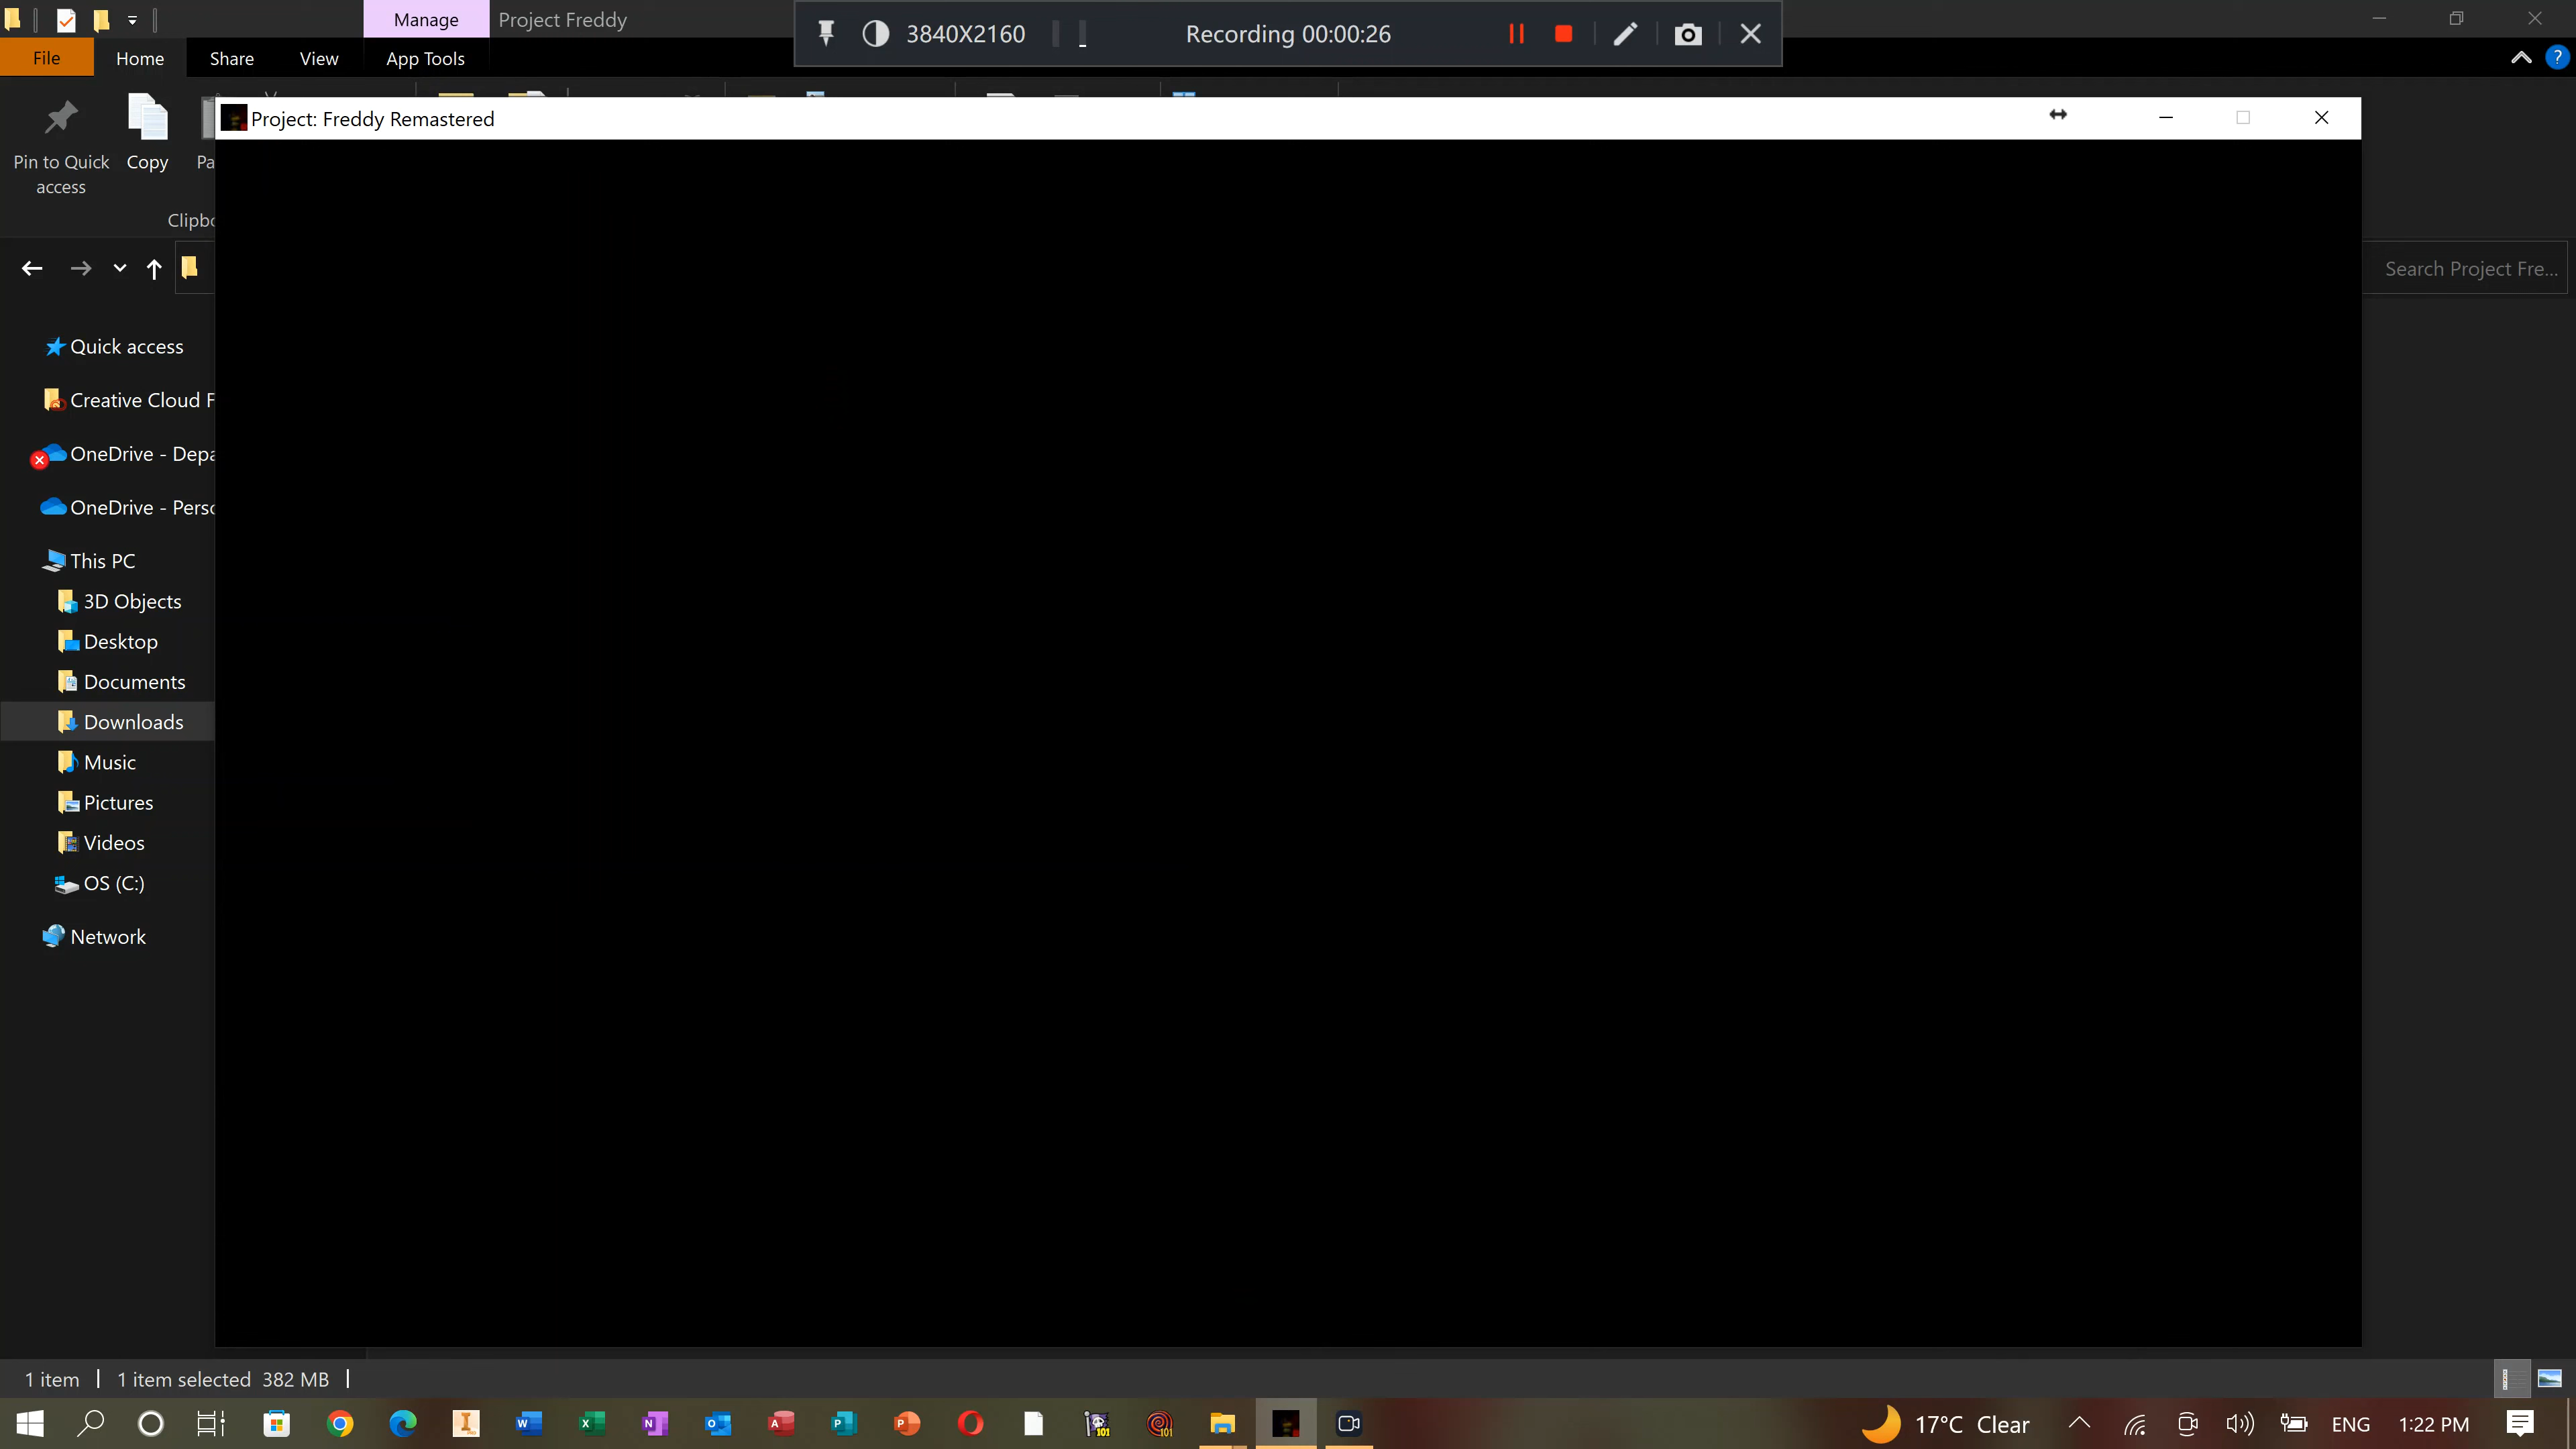 Manage
Project Freddy
3840X2160
Recording 00:00:26
File
Home
Share
View
App Tools
Project: Freddy Remastered
Pin to Quick
access
Copy
Pa
Clipbo
Search Project Fre...
Quick access
Creative Cloud F
OneDrive - Depa
OneDrive - Perso
This PC
3D Objects
Desktop
Documents
Downloads
Music
Pictures
Videos
OS (C:)
Network
1 item
1 item selected 382 MB
17°C Clear
ENG
1:22 PM